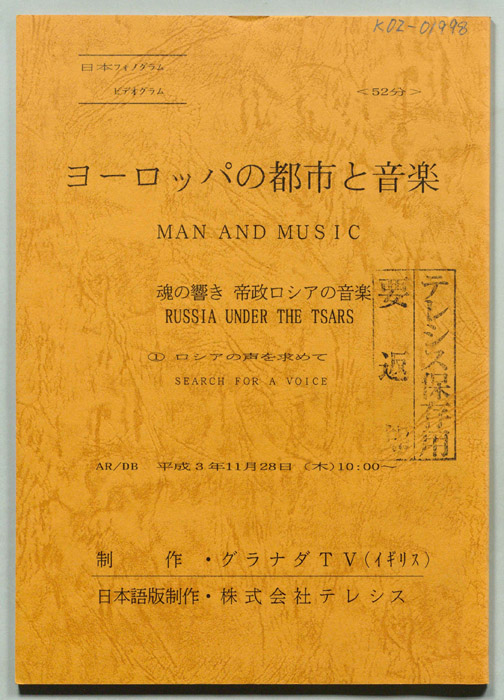 K02-01998
日本フィノグラム
ビデオグラム
<52分>
ヨーロッパの都市と音楽
MAN AND MUSIC
魂の響き 帝政ロシアの音楽
RUSSIA UNDER THE TSARS
① ロシアの声を求めて
SEARCH FOR A VOICE
テレシス保存用
要返
AR/DB 平成3年11月28日 (木)10:00~
制 作・グラナダTV(イギリス)
日本語版制作・株式会社テレシス